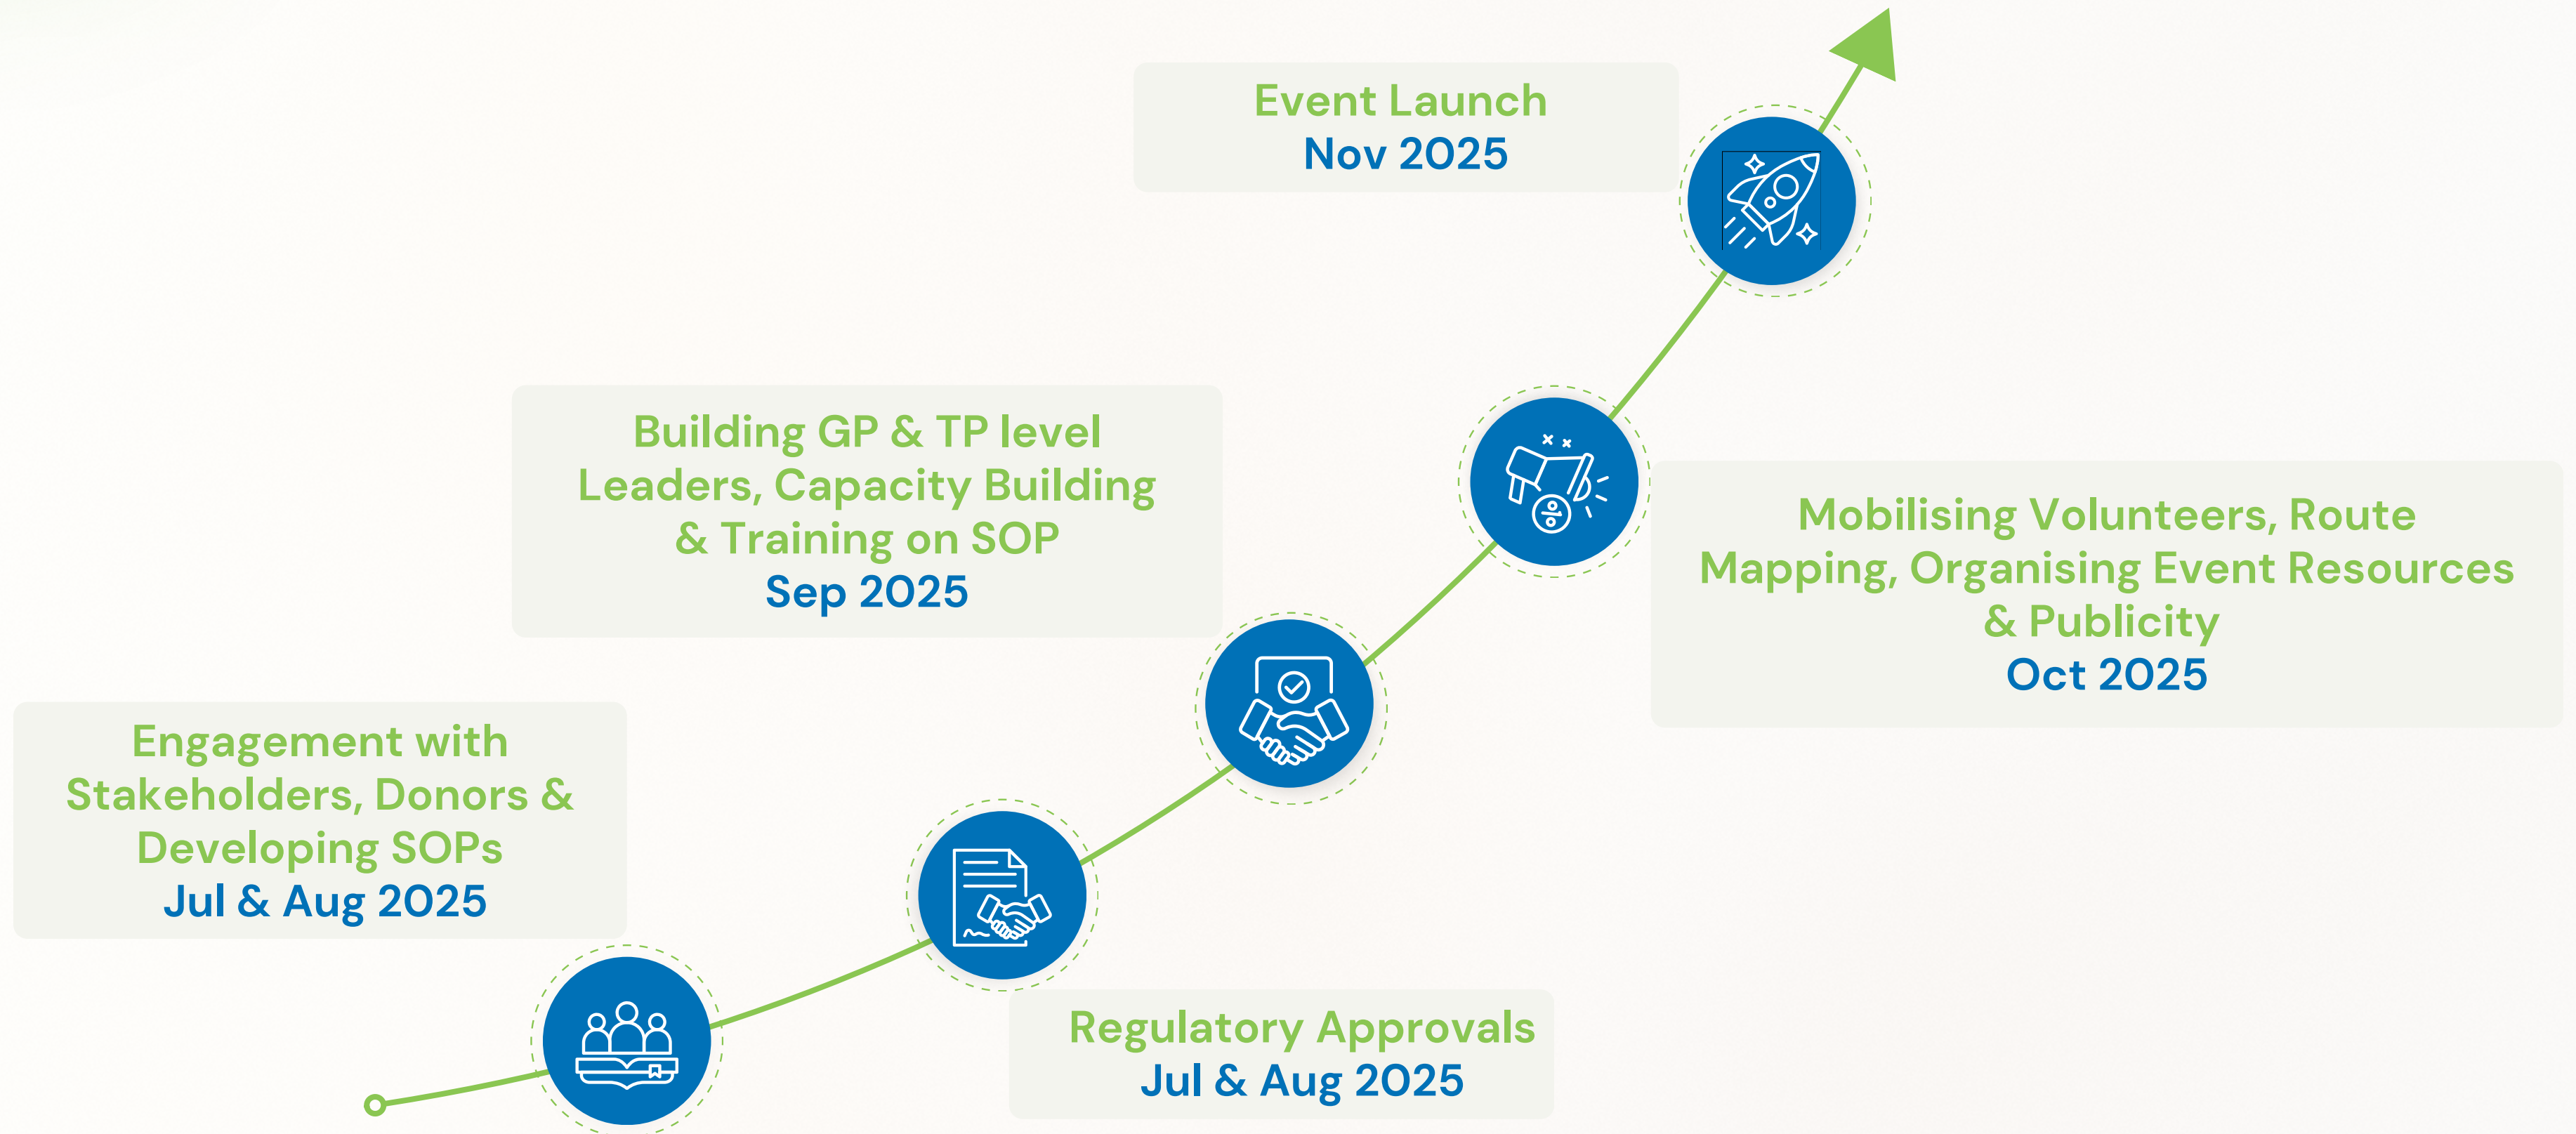 Event Launch
Nov 2025
Building GP & TP level
Leaders, Capacity Building
& Training on SOP
Sep 2025
Mobilising Volunteers, Route
Mapping, Organising Event Resources
& Publicity
Oct 2025
Engagement with
Stakeholders, Donors &
Developing SOPs
Jul & Aug 2025
Regulatory Approvals
Jul & Aug 2025